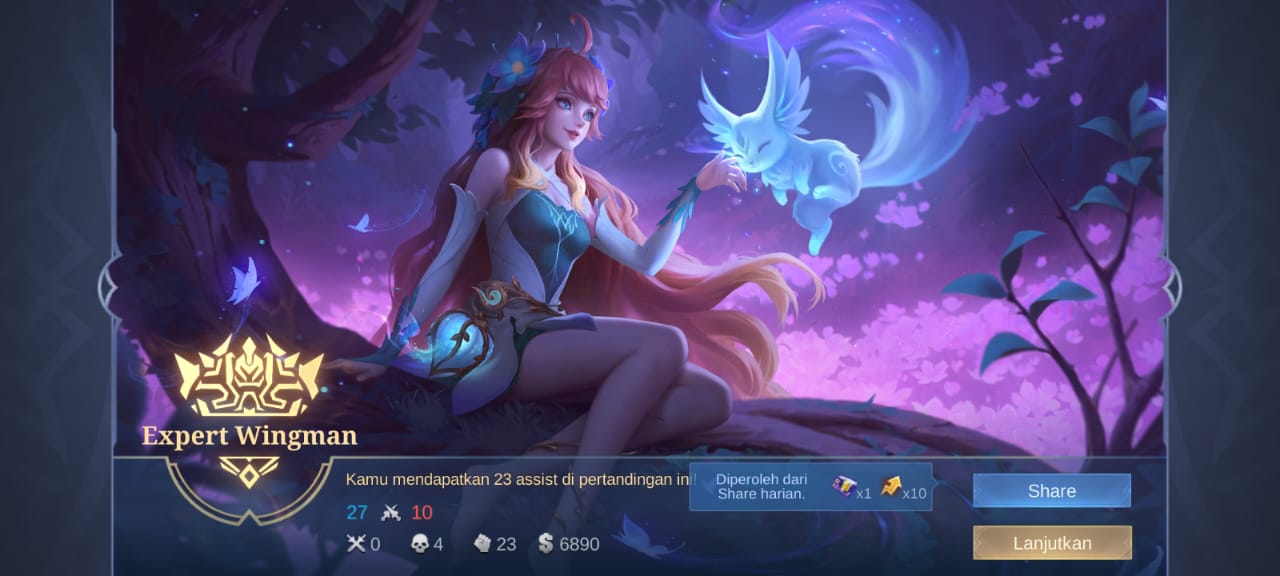 Expert Wingman
Kamu mendapatkan 23 assist di pertandingan ini!
27 10
0 4 23 6890
Diperoleh dari
Share harian.
x1 x10
Share
Lanjutkan